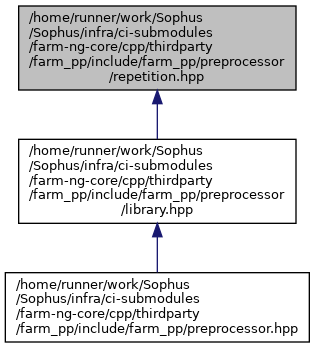 /home/runner/work/Sophus
/Sophus/infra/ci-submodules
/farm-ng-core/cpp/thirdparty
/farm_pp/include/farm_pp/preprocessor
/repetition.hpp
/home/runner/work/Sophus
/Sophus/infra/ci-submodules
/farm-ng-core/cpp/thirdparty
/farm_pp/include/farm_pp/preprocessor
/library.hpp
/home/runner/work/Sophus
/Sophus/infra/ci-submodules
/farm-ng-core/cpp/thirdparty
/farm_pp/include/farm_pp/preprocessor.hpp